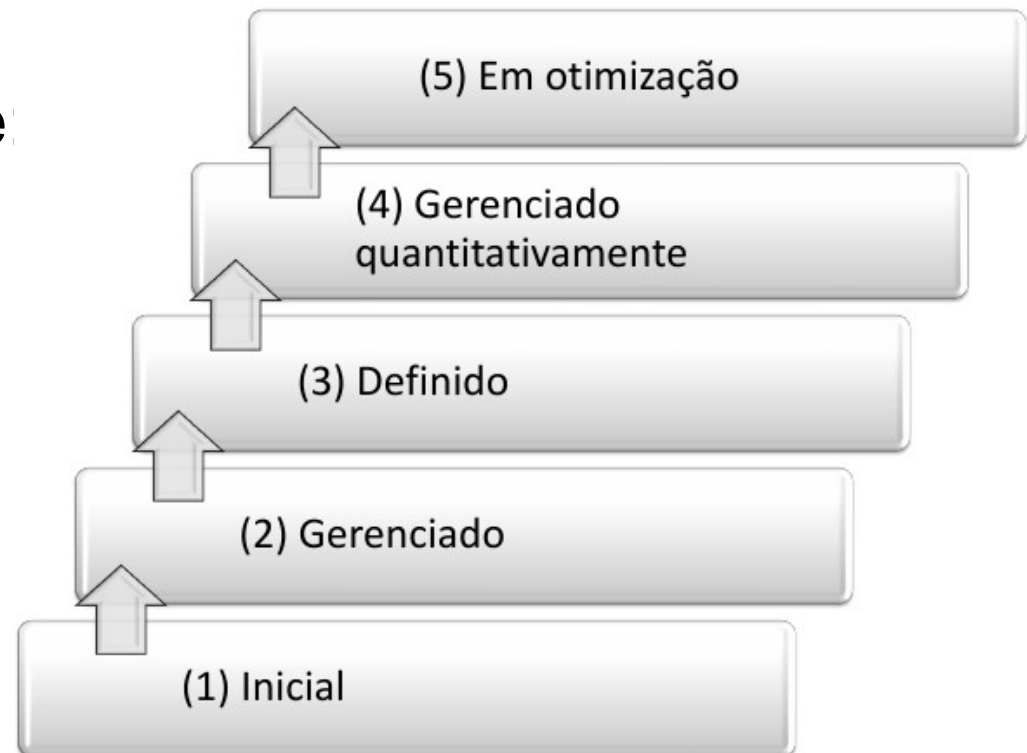 (5) Em otimização
(4) Gerenciado
quantitativamente
(3) Definido
(2) Gerenciado
(1) Inicial